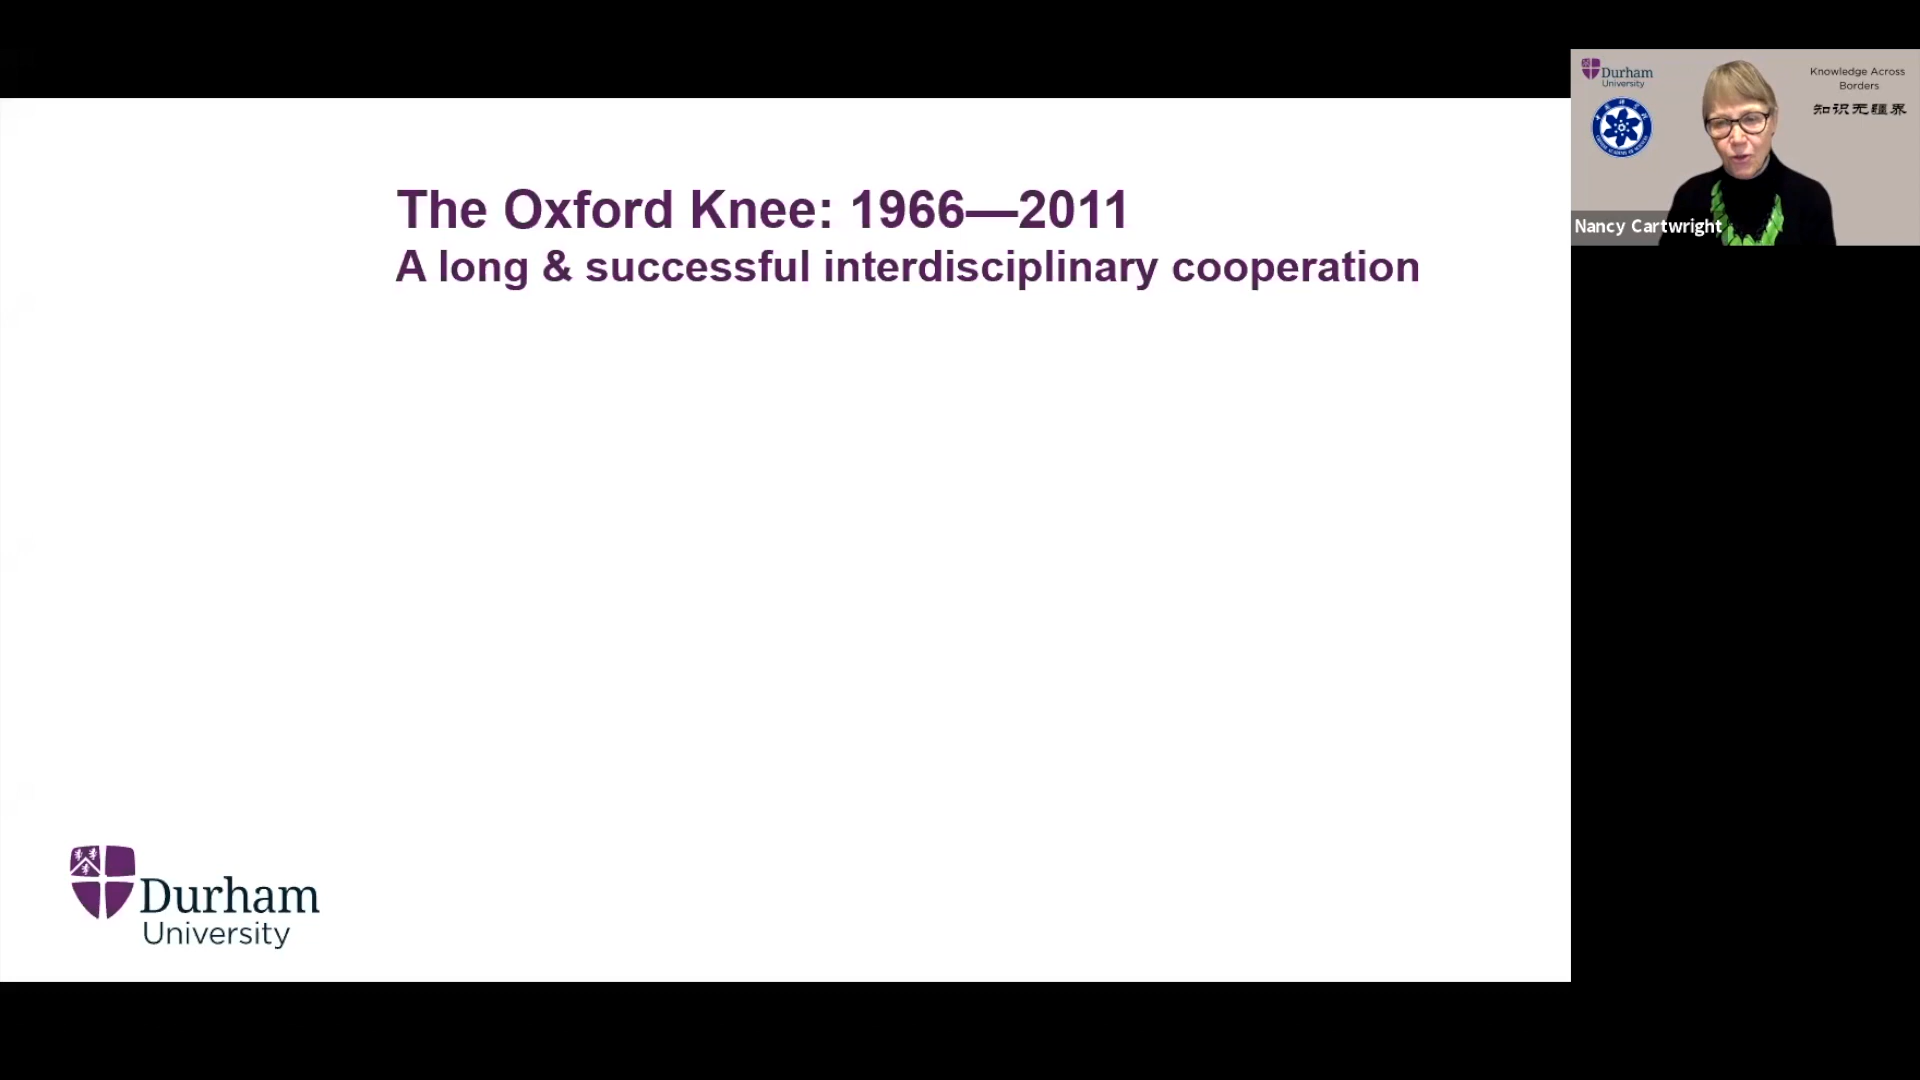 The Oxford Knee: 1966—2011
A long & successful interdisciplinary cooperation
Durham
University
Durham
University
Knowledge Across
Borders
知识无疆界
Nancy Cartwright